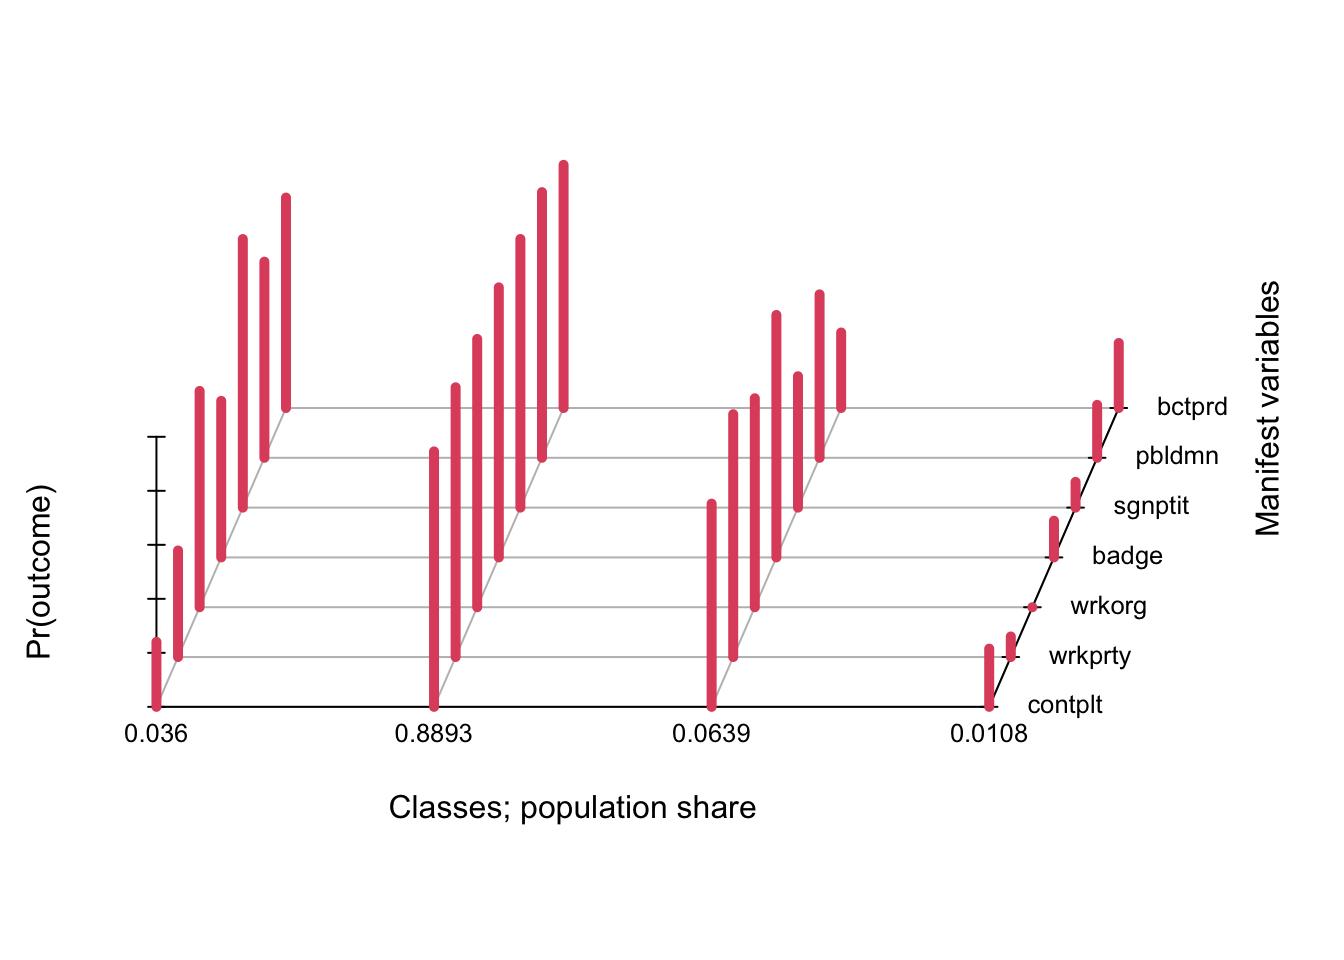 bctprd
pbldmn
sgnptit
badge
wrkorg
wrkprty
contplt
Manifest variables
Pr(outcome)
0.036
0.8893
0.0639
0.0108
Classes; population share